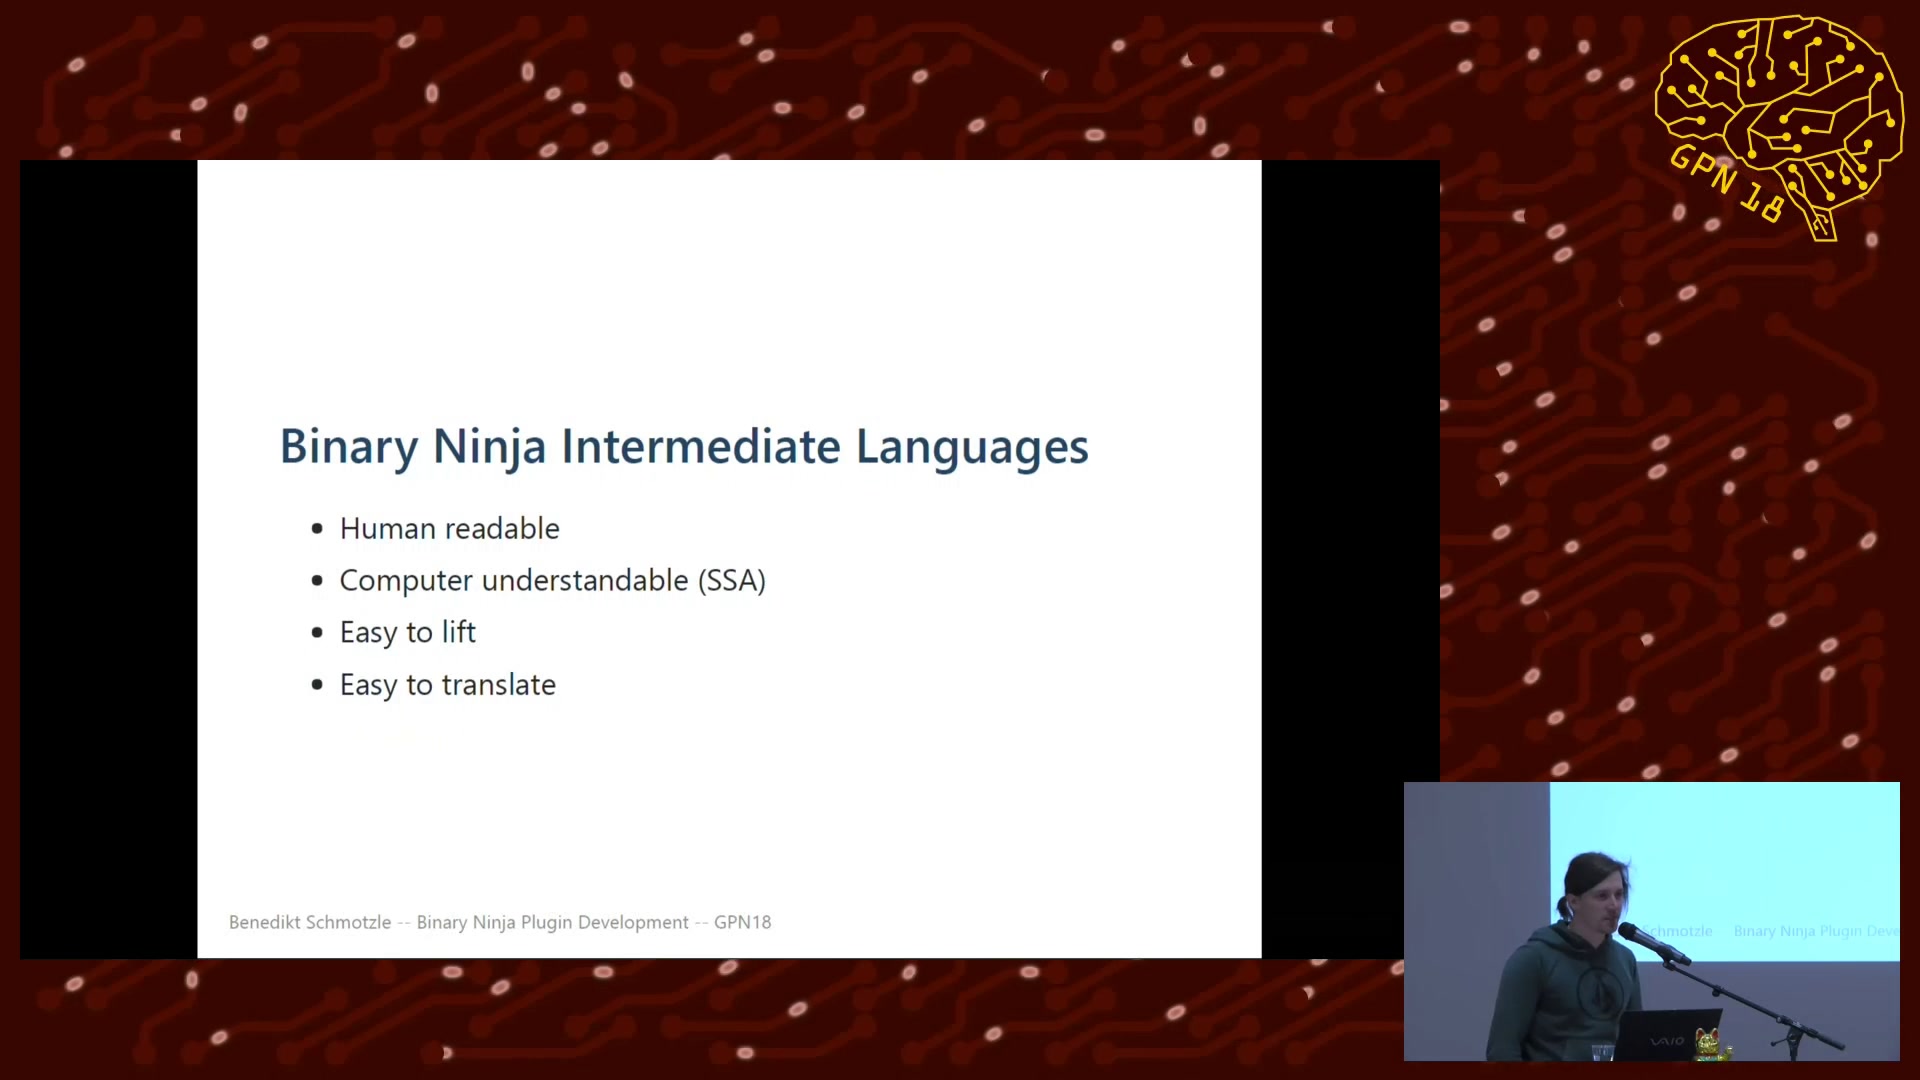 GPN 18
Binary Ninja Intermediate Languages
• Human readable
• Computer understandable (SSA)
• Easy to lift
• Easy to translate
Benedikt Schmotzle -- Binary Ninja Plugin Development -- GPN18
Schmotzle Binary Ninja Plugin Deve
VAIO